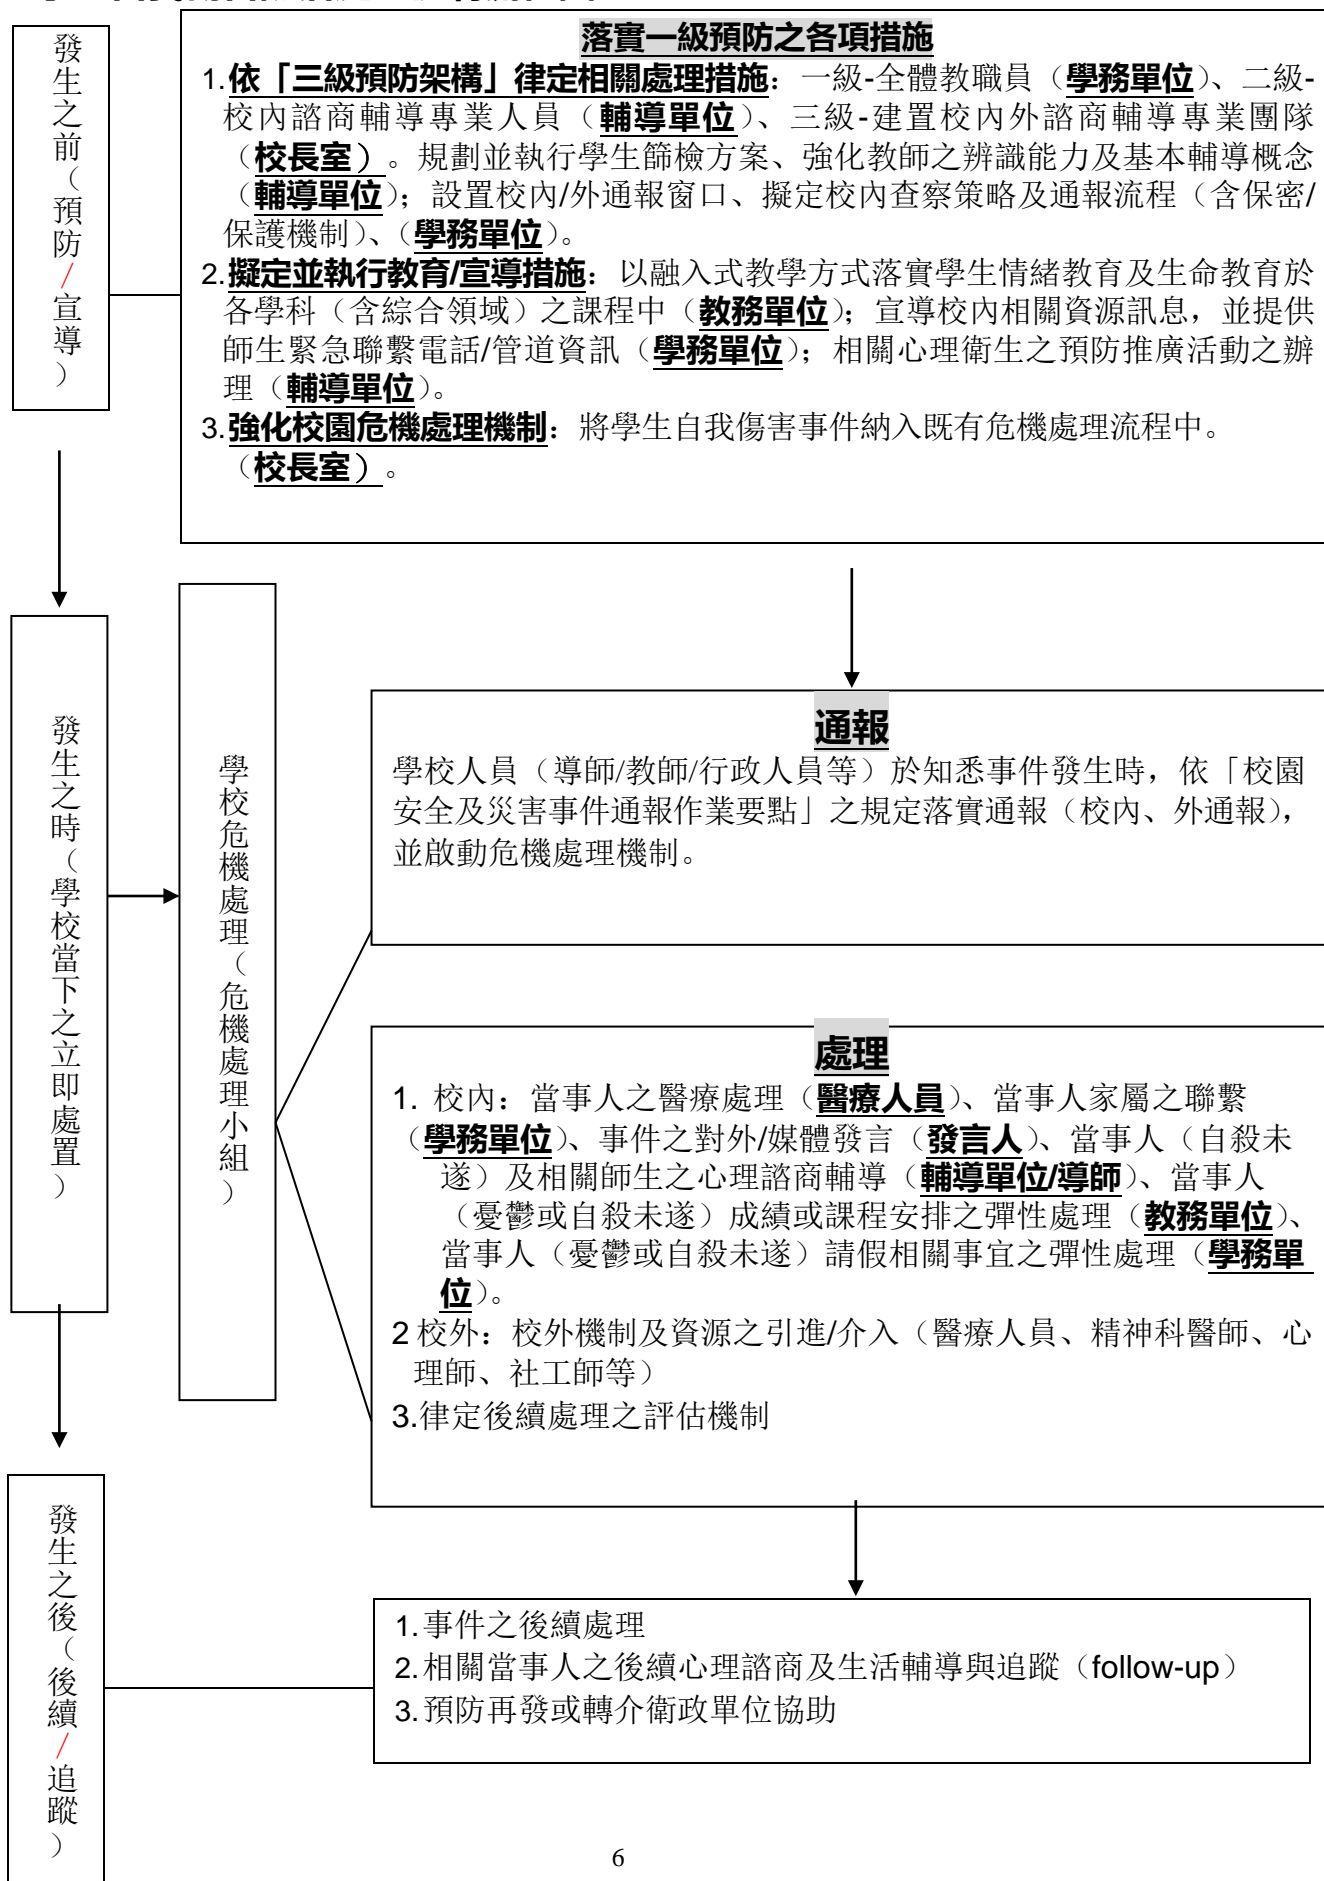 發生之前（預防/宣導）
落實一級預防之各項措施
1.依「三級預防架構」律定相關處理措施：一級-全體教職員（學務單位）、二級-
校內諮商輔導專業人員（輔導單位）、三級-建置校內外諮商輔導專業團隊
（校長室）。規劃並執行學生篩檢方案、強化教師之辨識能力及基本輔導概念
（輔導單位）；設置校內/外通報窗口、擬定校內查察策略及通報流程（含保密/
保護機制）、（學務單位）。
2.擬定並執行教育/宣導措施：以融入式教學方式落實學生情緒教育及生命教育於
各學科（含綜合領域）之課程中（教務單位）；宣導校內相關資源訊息，並提供
師生緊急聯繫電話/管道資訊（學務單位）；相關心理衛生之預防推廣活動之辦
理（輔導單位）。
3.強化校園危機處理機制：將學生自我傷害事件納入既有危機處理流程中。
（校長室）。
發生之時（學校當下之立即處置）
學校危機處理（危機處理小組）
通報
學校人員（導師/教師/行政人員等）於知悉事件發生時，依「校園
安全及災害事件通報作業要點」之規定落實通報（校內、外通報），
並啟動危機處理機制。
處理
1. 校內：當事人之醫療處理（醫療人員）、當事人家屬之聯繫
（學務單位）、事件之對外/媒體發言（發言人）、當事人（自殺未
遂）及相關師生之心理諮商輔導（輔導單位/導師）、當事人
（憂鬱或自殺未遂）成績或課程安排之彈性處理（教務單位）、
當事人（憂鬱或自殺未遂）請假相關事宜之彈性處理（學務單
位）。
2 校外：校外機制及資源之引進/介入（醫療人員、精神科醫師、心
理師、社工師等）
3.律定後續處理之評估機制
發生之後（後續/追蹤）
1.事件之後續處理
2.相關當事人之後續心理諮商及生活輔導與追蹤（follow-up）
3.預防再發或轉介衛政單位協助
6